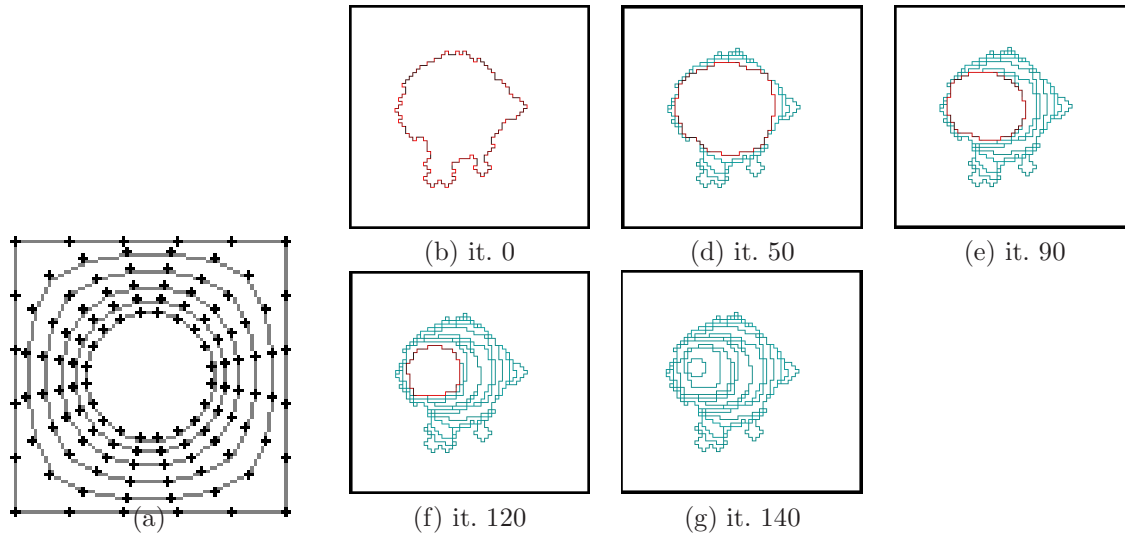 (b) it. 0
(d) it. 50
(e) it. 90
(a)
(f) it. 120
(g) it. 140